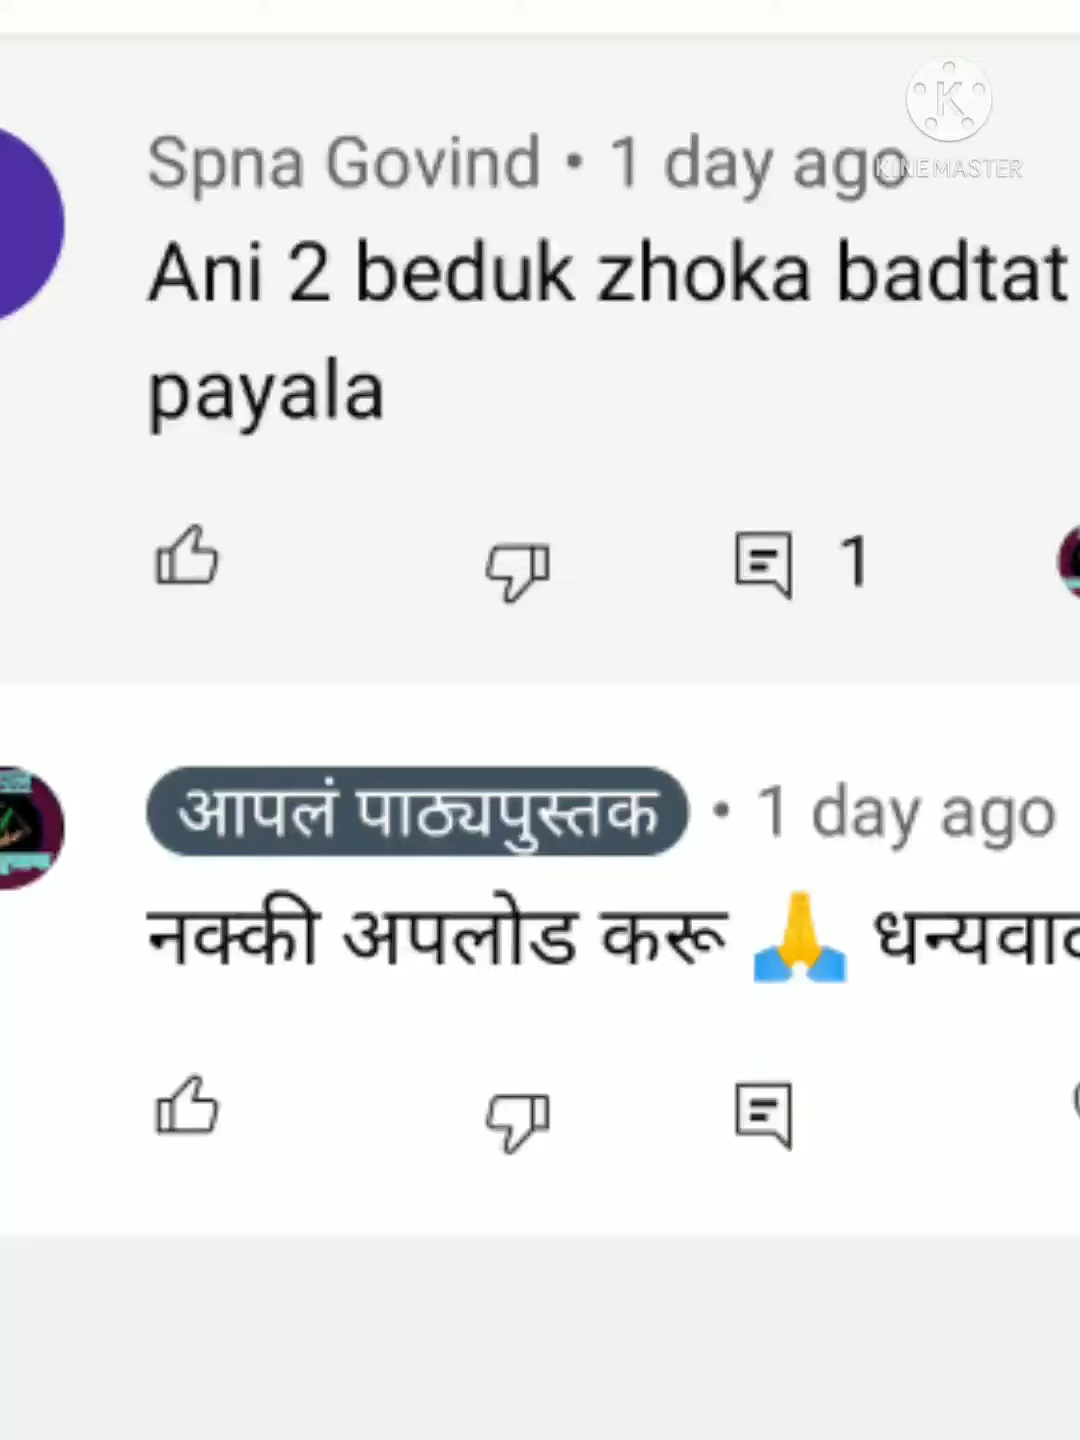 Spna Govind • 1 day ago
KINEMASTER
Ani 2 beduk zhoka badtat
payala
1
आपलं पाठ्यपुस्तक • 1 day ago
नक्की अपलोड करू 🙏